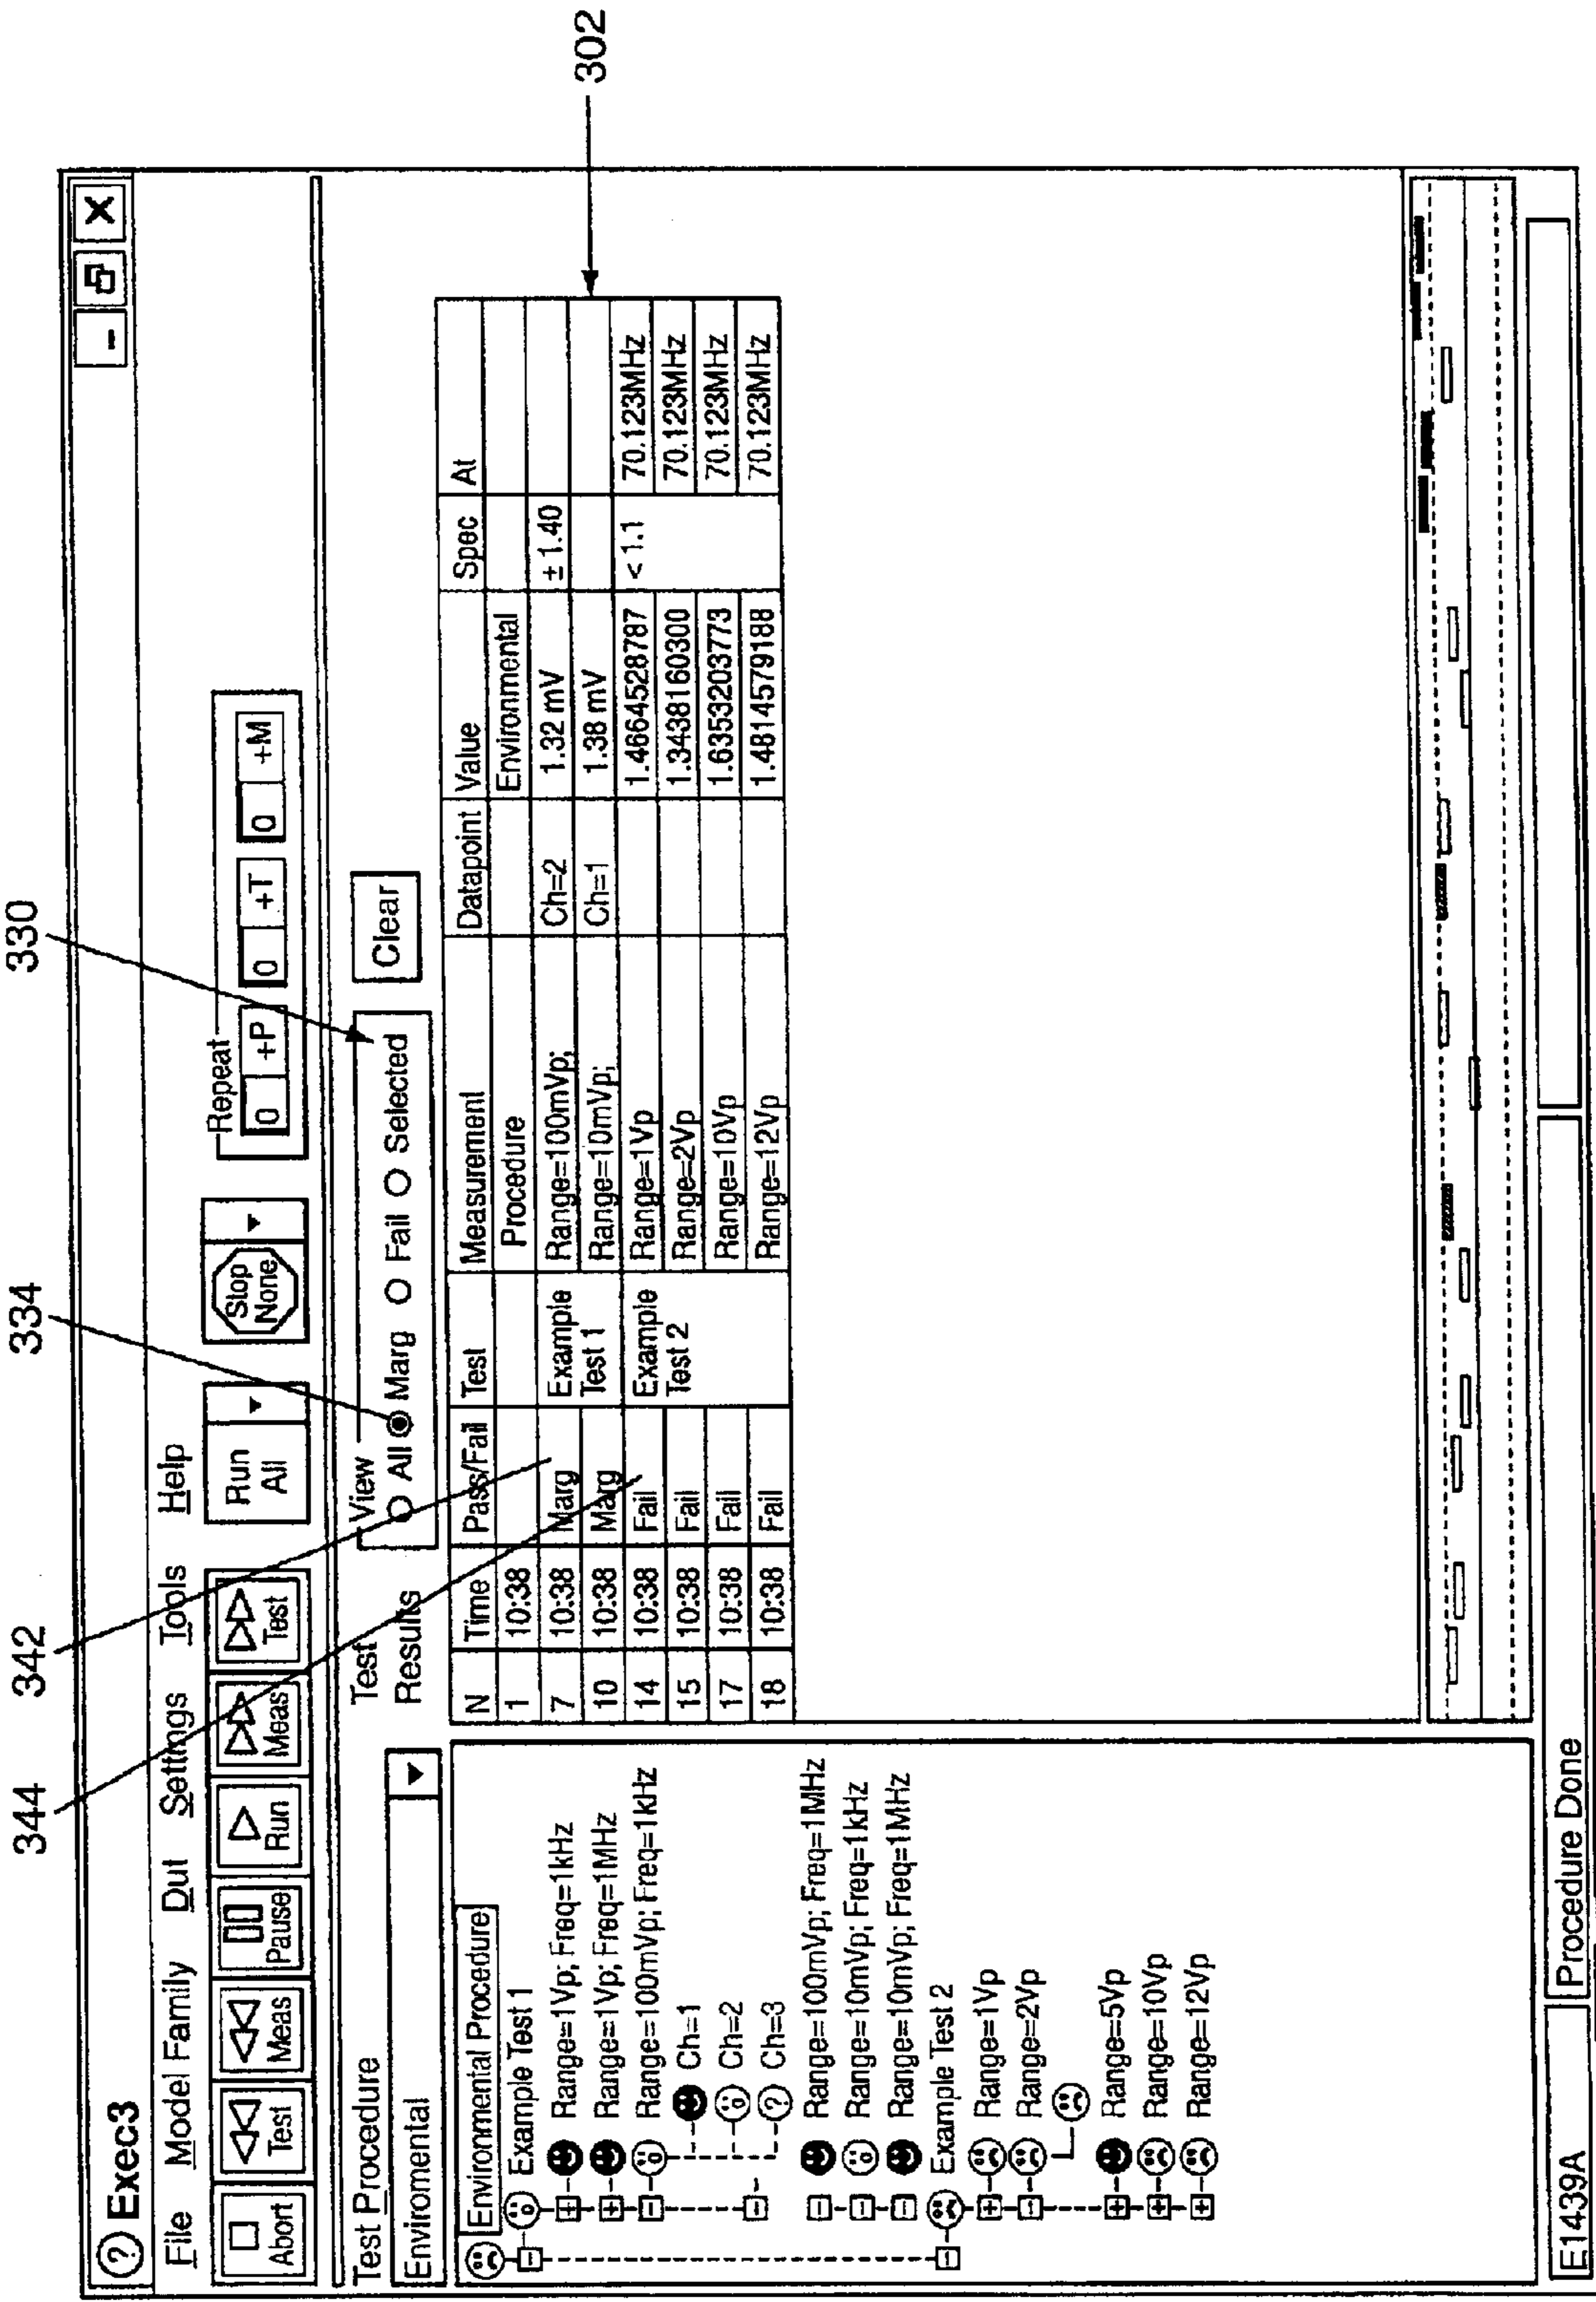 344
342
334
330
302
? Exec3
File Model Family Dut Settings Tools Help
Abort
Test
Meas
Pause
Run
Meas
Test
Run All
Stop None
Repeat
0 +P 0 +T 0 +M
Test Procedure
Enviromental
Test Results
View
All Marg Fail Selected
Clear
Environmental Procedure
Example Test 1
Range=1Vp; Freq=1kHz
Range=1Vp; Freq=1MHz
Range=100mVp; Freq=1kHz
Ch=1
Ch=2
? Ch=3
Range=100mVp; Freq=1MHz
Range=10mVp; Freq=1kHz
Range=10mVp; Freq=1MHz
Example Test 2
Range=1Vp
Range=2Vp
Range=5Vp
Range=10Vp
Range=12Vp
N Time Pass/Fail Test Measurement Datapoint Value Spec At
1 10:38 Procedure Environmental
7 10:38 Marg Example Test 1 Range=100mVp; Ch=2 1.32 mV ± 1.40
10 10:38 Marg Range=10mVp; Ch=1 1.38 mV
14 10:38 Fail Example Test 2 Range=1Vp 1.4664528787 < 1.1 70.123MHz
15 10:38 Fail Range=2Vp 1.3438160300 70.123MHz
17 10:38 Fail Range=10Vp 1.6353203773 70.123MHz
18 10:38 Fail Range=12Vp 1.4814579188 70.123MHz
E1439A
Procedure Done